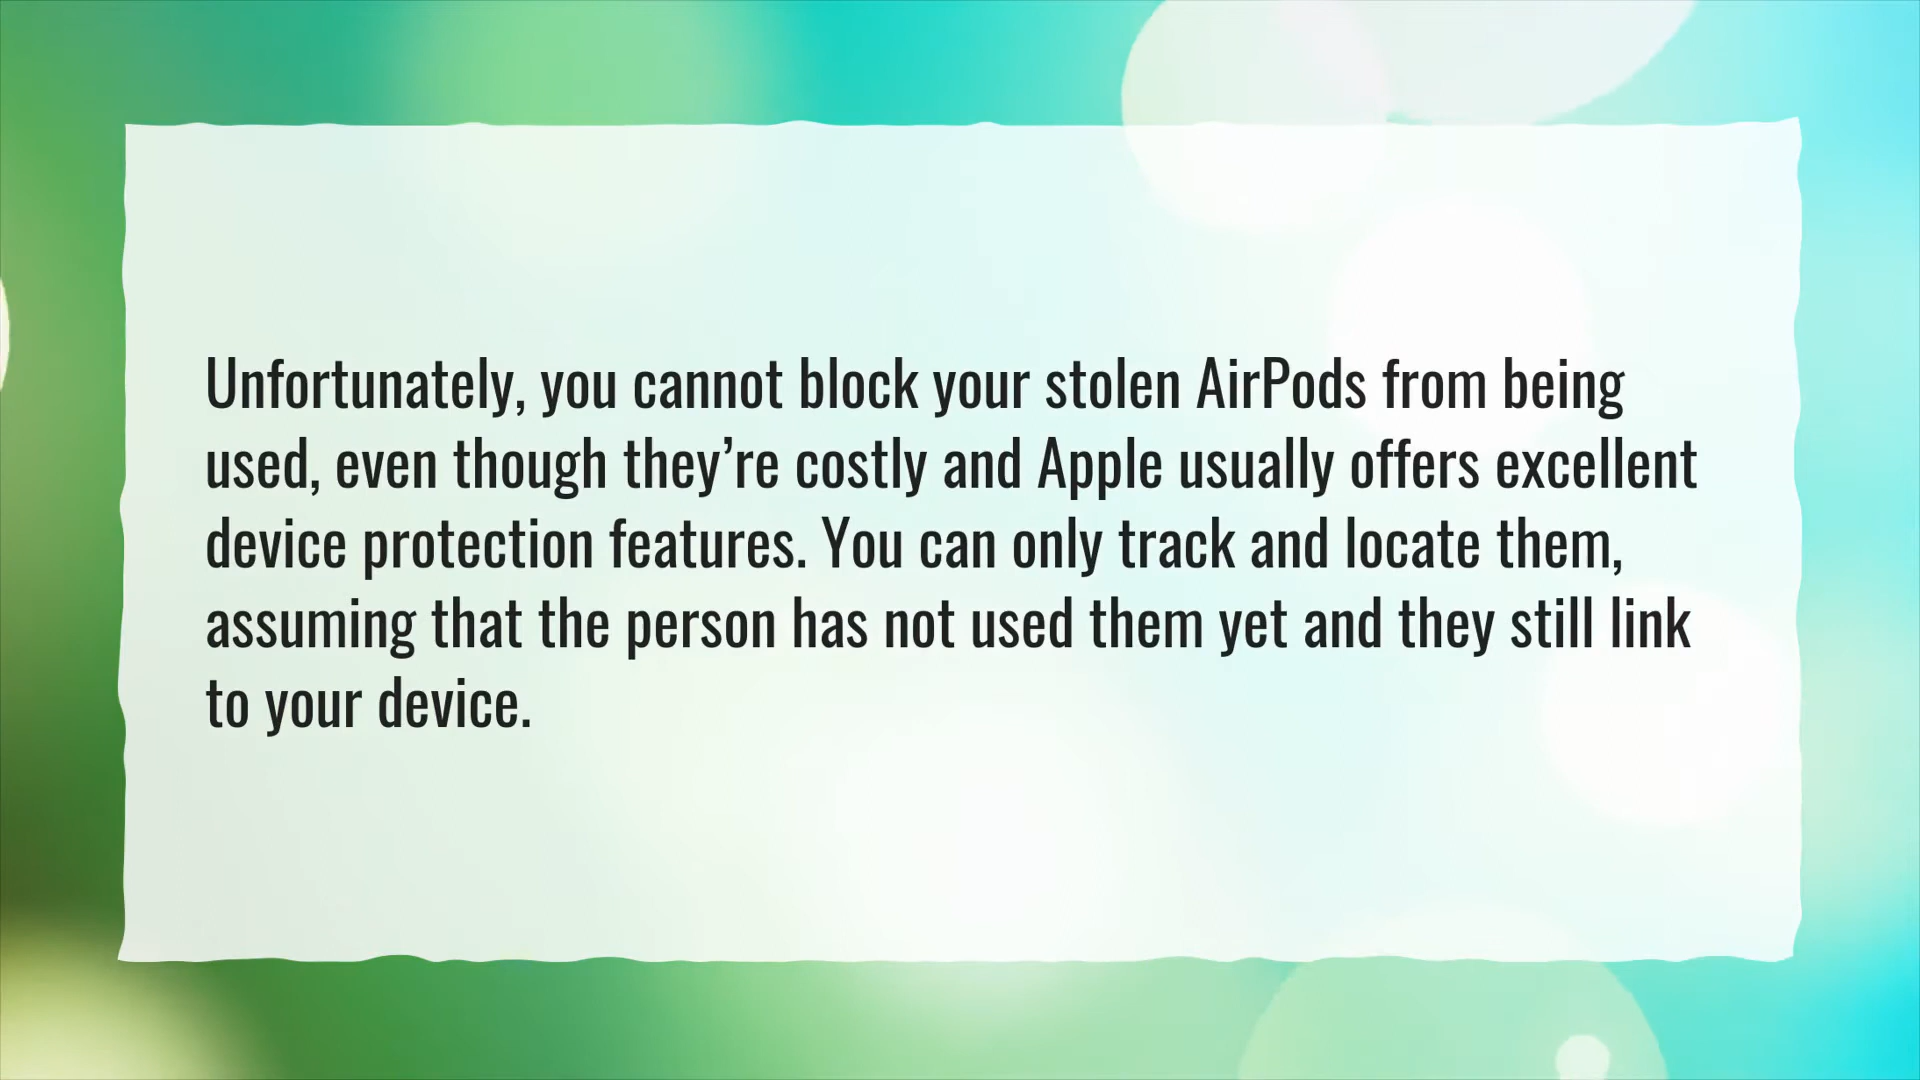 Unfortunately, you cannot block your stolen AirPods from being
used, even though they’re costly and Apple usually offers excellent
device protection features. You can only track and locate them,
assuming that the person has not used them yet and they still link
to your device.